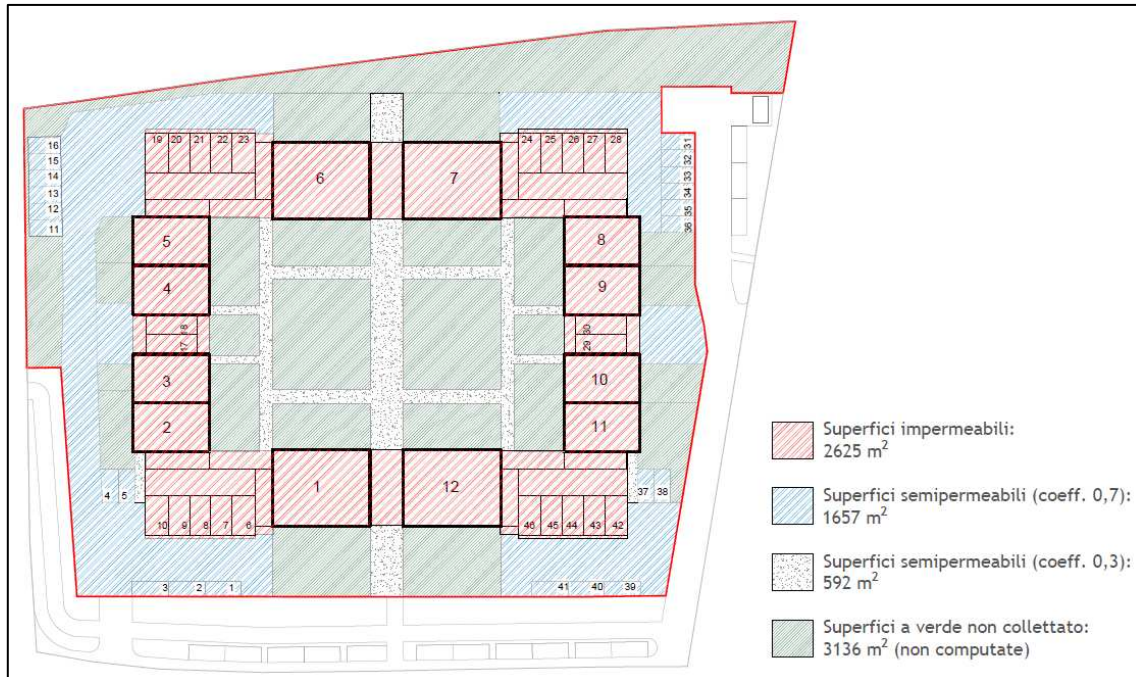 19 20 21 22 23
24 25 26 27 28
16
15
14
13
12
11
31
32
33
34
35
36
6
7
5
8
4
9
18
17
30
29
3
10
2
11
1
12
4 5
37 38
10 9 8 7 6
46 45 44 43 42
3 2 1
41 40 39
Superfici impermeabili:
2625 m²
Superfici semipermeabili (coeff. 0,7):
1657 m²
Superfici semipermeabili (coeff. 0,3):
592 m²
Superfici a verde non collettato:
3136 m² (non computate)